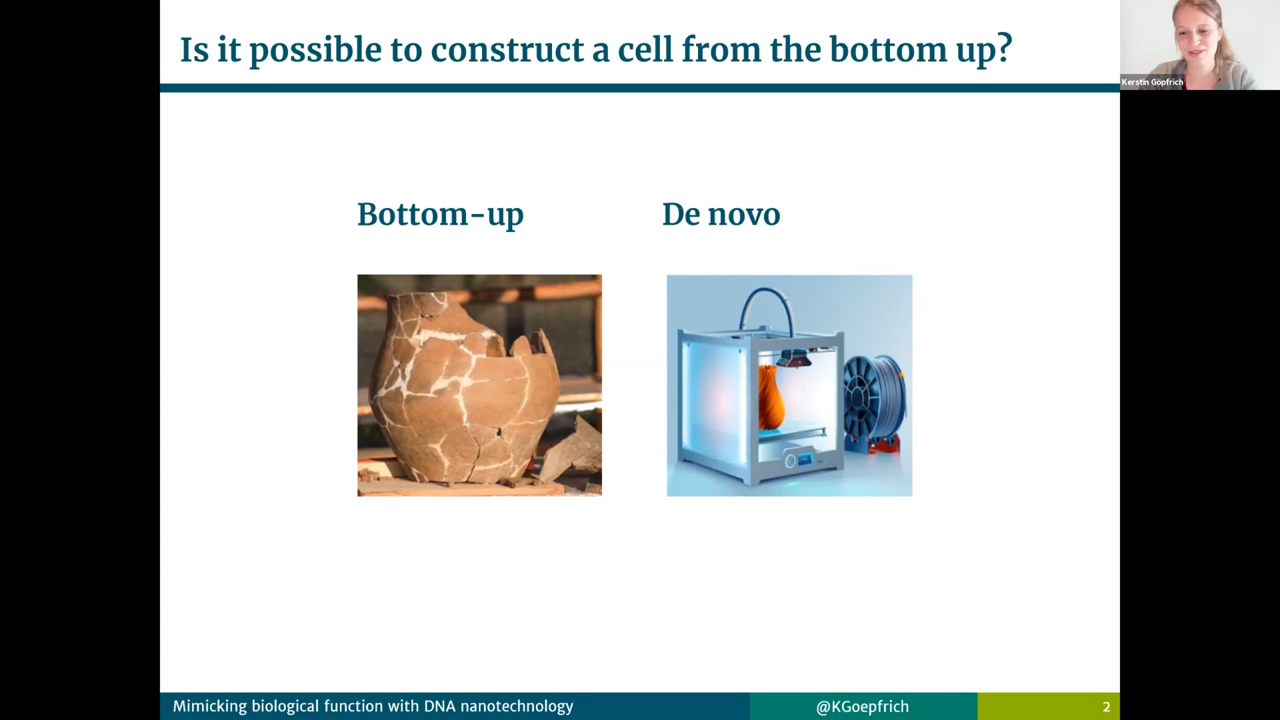 Is it possible to construct a cell from the bottom up?
Kerstin Göpfrich
Bottom-up
De novo
Mimicking biological function with DNA nanotechnology
@KGoepfrich
2